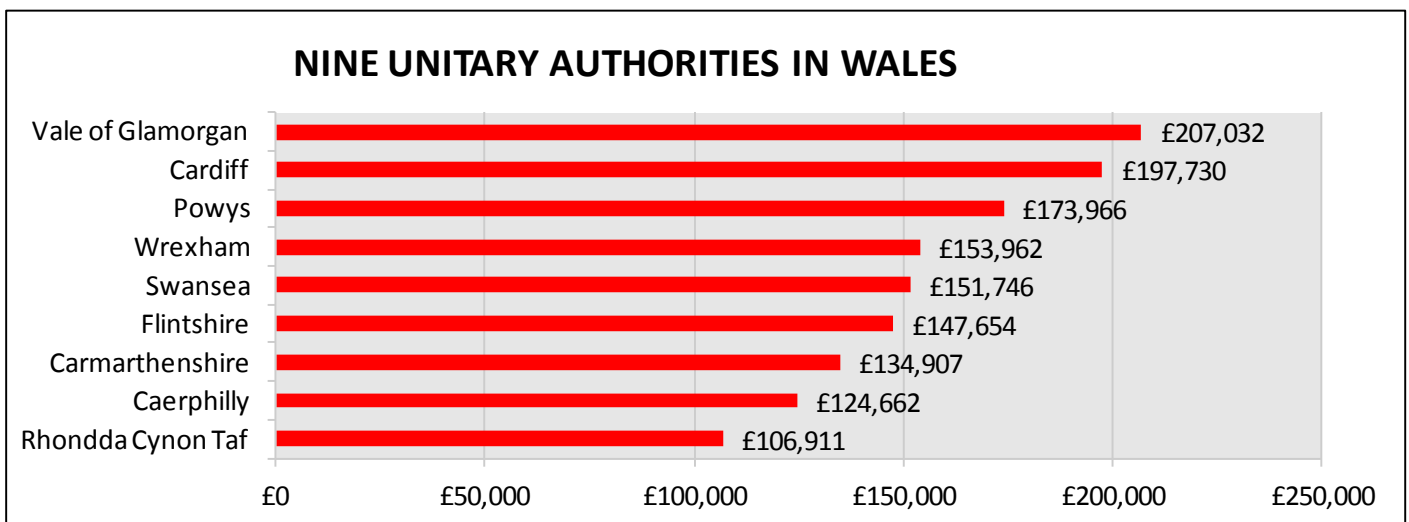 NINE UNITARY AUTHORITIES IN WALES
Vale of Glamorgan £207,032
Cardiff £197,730
Powys £173,966
Wrexham £153,962
Swansea £151,746
Flintshire £147,654
Carmarthenshire £134,907
Caerphilly £124,662
Rhondda Cynon Taf £106,911
£0 £50,000 £100,000 £150,000 £200,000 £250,000